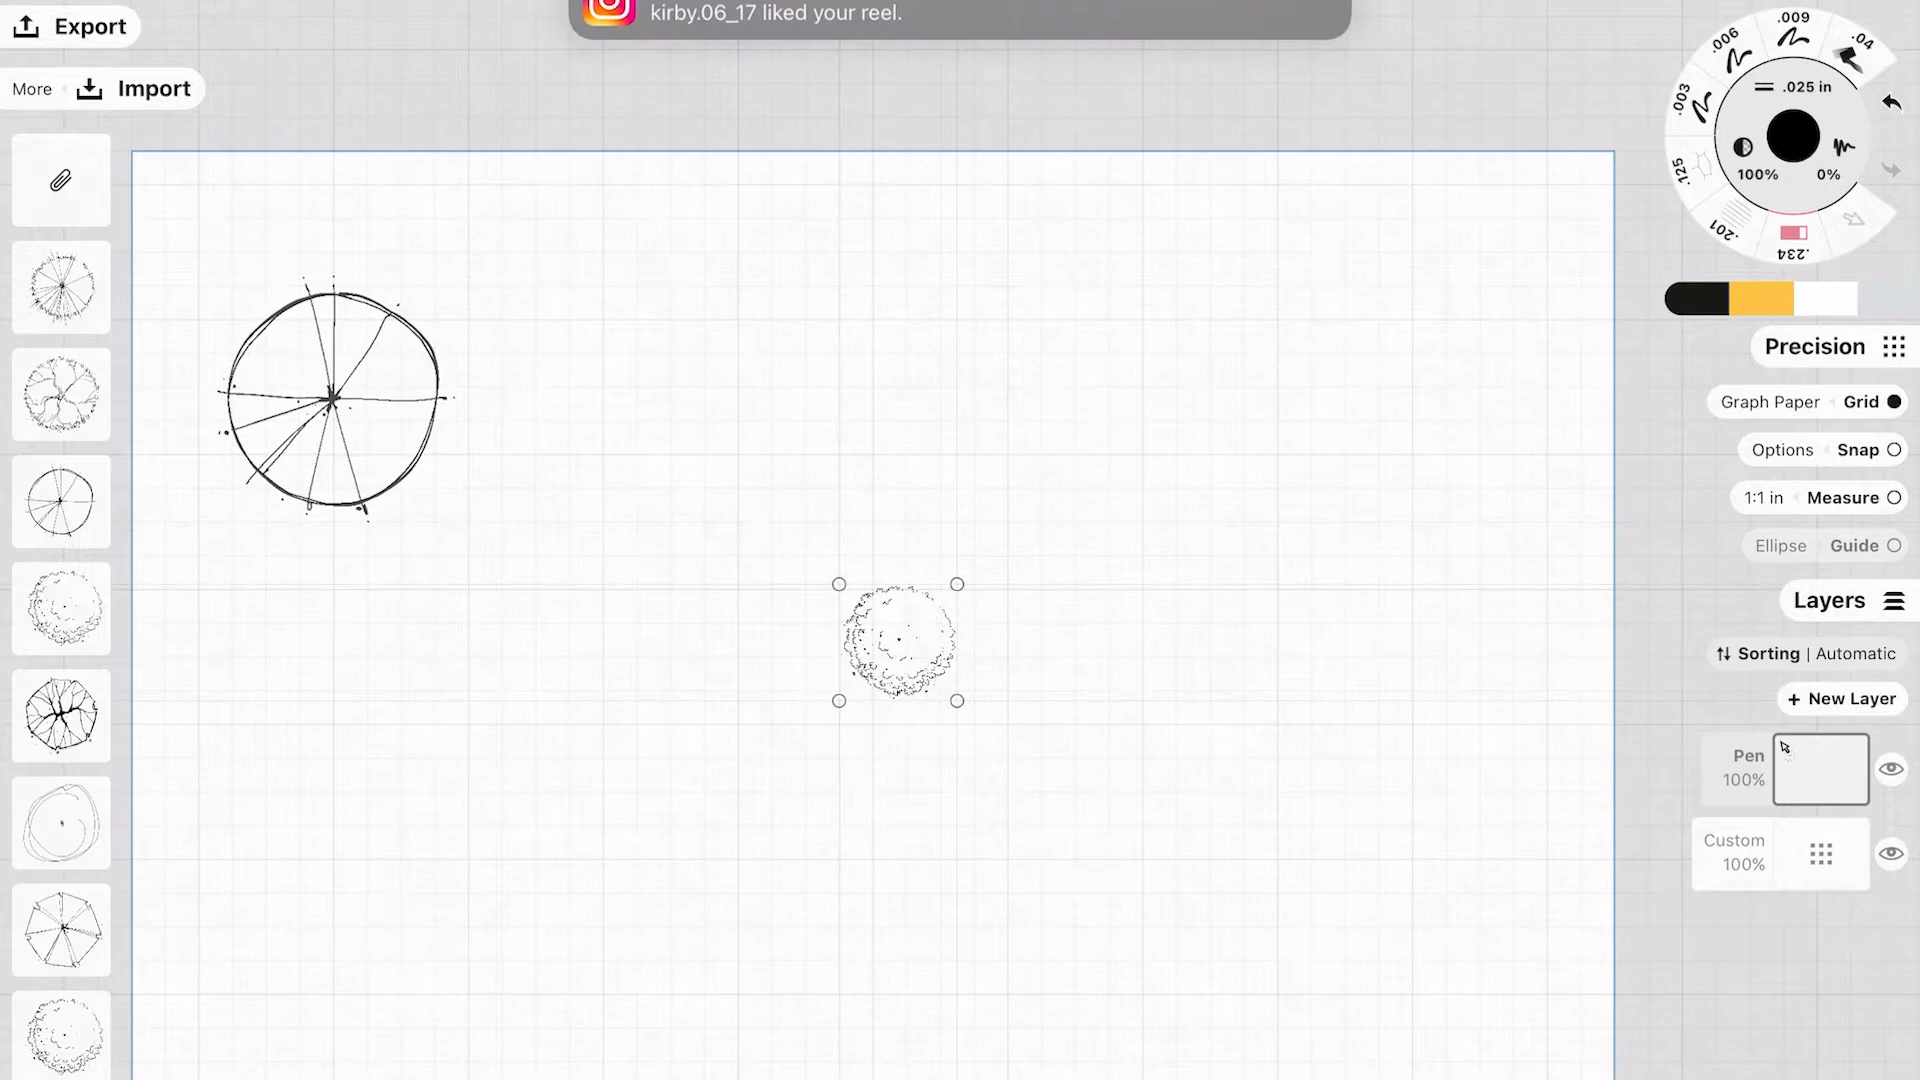 Export
kirby.06_17 liked your reel.
More
Import
.009
.006
.04
.003
.025 in
.125
100%
0%
.201
.234
Precision
Graph Paper
Grid
Options
Snap
1:1 in
Measure
Ellipse
Guide
Layers
Sorting | Automatic
+ New Layer
Pen
100%
Custom
100%